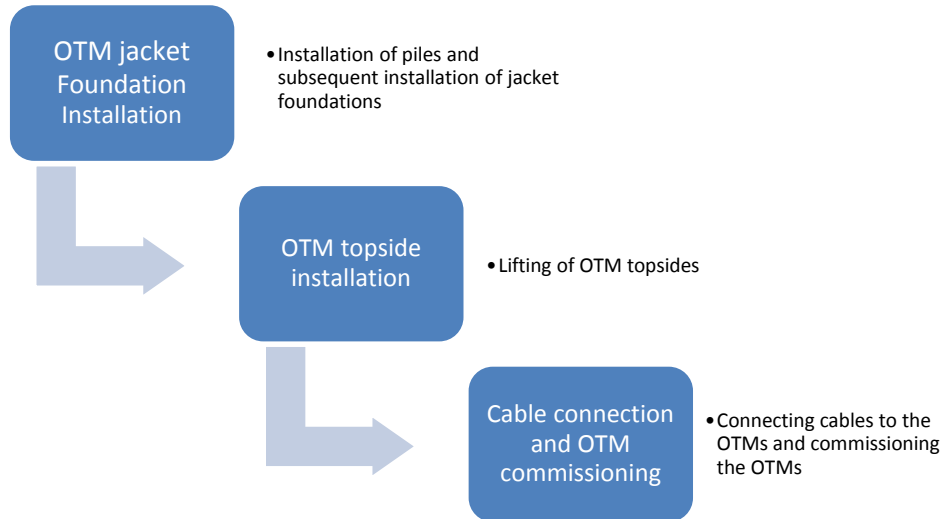 OTM jacket
Foundation
Installation
•Installation of piles and
subsequent installation of jacket
foundations
OTM topside
installation
•Lifting of OTM topsides
Cable connection
and OTM
commissioning
•Connecting cables to the
OTMs and commissioning
the OTMs